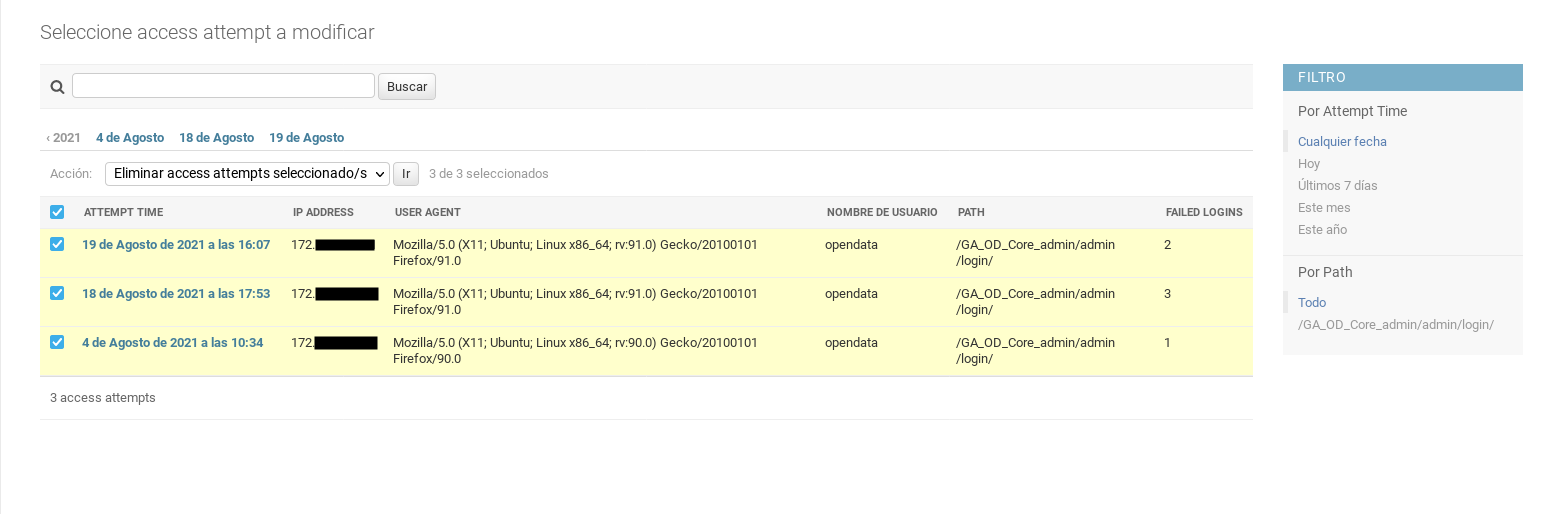 Seleccione access attempt a modificar
Buscar
‹ 2021 4 de Agosto 18 de Agosto 19 de Agosto
Acción: Eliminar access attempts seleccionado/s Ir 3 de 3 seleccionados
ATTEMPT TIME IP ADDRESS USER AGENT NOMBRE DE USUARIO PATH FAILED LOGINS
19 de Agosto de 2021 a las 16:07 172. Mozilla/5.0 (X11; Ubuntu; Linux x86_64; rv:91.0) Gecko/20100101 opendata /GA_OD_Core_admin/admin 2
Firefox/91.0 /login/
18 de Agosto de 2021 a las 17:53 172. Mozilla/5.0 (X11; Ubuntu; Linux x86_64; rv:91.0) Gecko/20100101 opendata /GA_OD_Core_admin/admin 3
Firefox/91.0 /login/
4 de Agosto de 2021 a las 10:34 172. Mozilla/5.0 (X11; Ubuntu; Linux x86_64; rv:90.0) Gecko/20100101 opendata /GA_OD_Core_admin/admin 1
Firefox/90.0 /login/
3 access attempts
FILTRO
Por Attempt Time
Cualquier fecha
Hoy
Últimos 7 días
Este mes
Este año
Por Path
Todo
/GA_OD_Core_admin/admin/login/